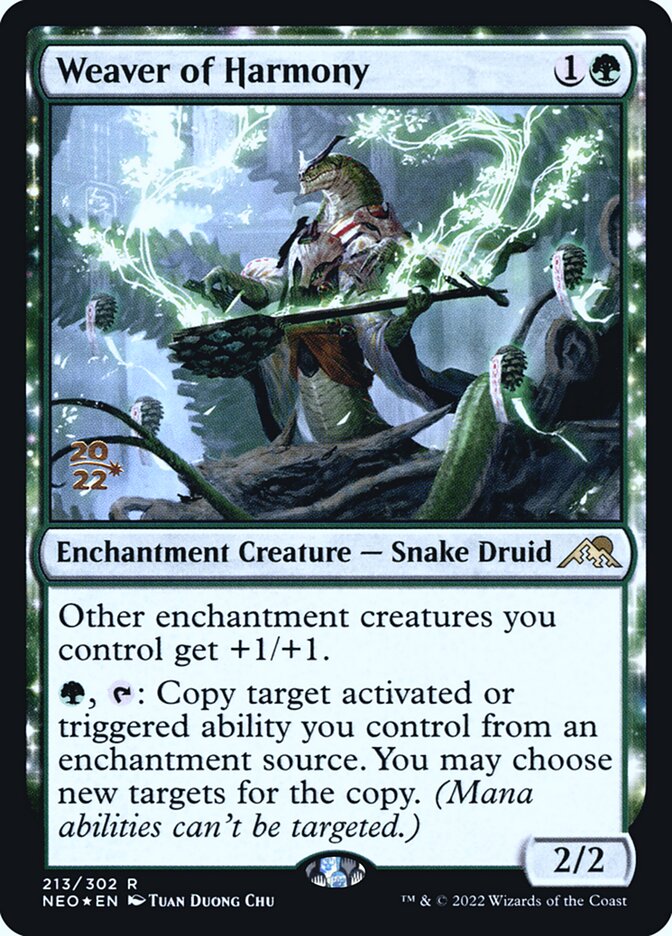 Weaver of Harmony
1
20
22
Enchantment Creature — Snake Druid
Other enchantment creatures you
control get +1/+1.
, : Copy target activated or
triggered ability you control from an
enchantment source. You may choose
new targets for the copy. (Mana
abilities can't be targeted.)
2/2
213/302 R
NEO★EN Tuan Duong Chu
™ & © 2022 Wizards of the Coast